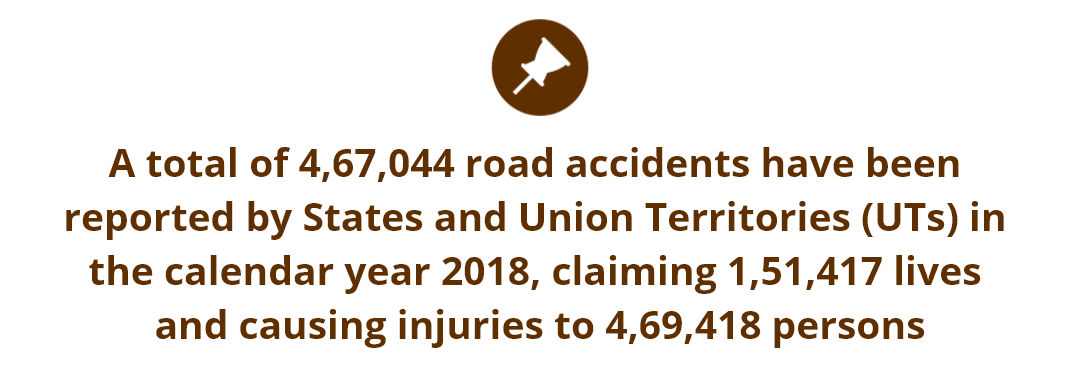 A total of 4,67,044 road accidents have been
reported by States and Union Territories (UTs) in
the calendar year 2018, claiming 1,51,417 lives
and causing injuries to 4,69,418 persons